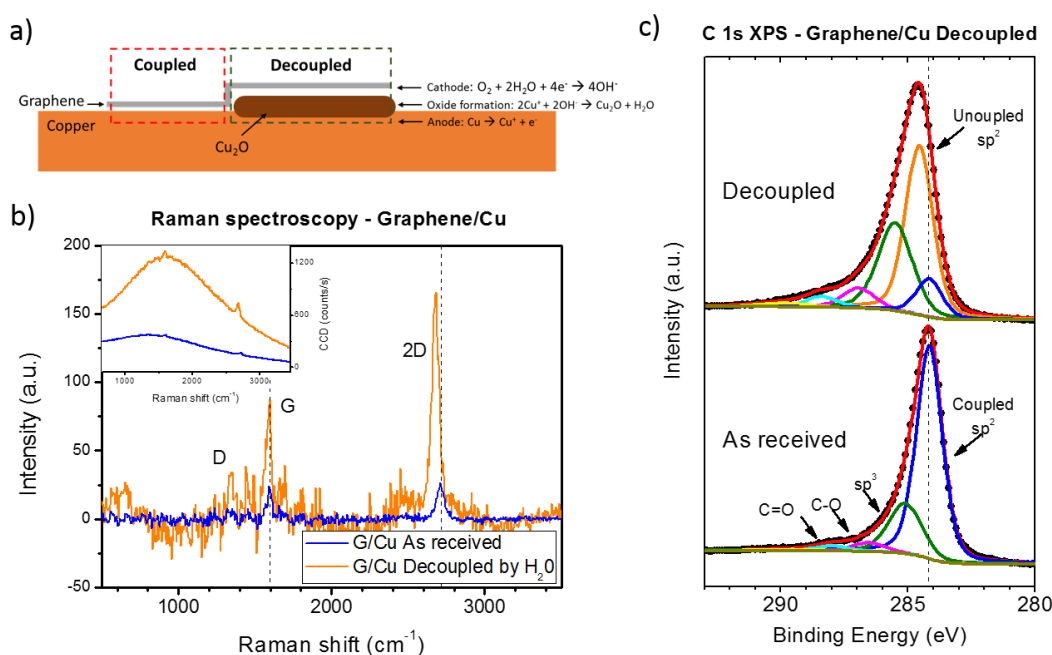 a)
Coupled
Decoupled
Graphene
Copper
Cu₂O
Cathode: O₂ + 2H₂O + 4e⁻ → 4OH⁻
Oxide formation: 2Cu⁺ + 2OH⁻ → Cu₂O + H₂O
Anode: Cu → Cu⁺ + e⁻
b)
Raman spectroscopy - Graphene/Cu
200
150
100
50
0
-50
Intensity (a.u.)
1000
2000
3000
Raman shift (cm⁻¹)
1200
600
0
CCD (counts/s)
1000
2000
3000
Raman shift (cm⁻¹)
D
G
2D
G/Cu As received
G/Cu Decoupled by H₂0
c)
C 1s XPS - Graphene/Cu Decoupled
Intensity (a.u.)
Decoupled
Unoupled
sp²
As received
Coupled
sp²
C=O
C-O
sp³
290
285
280
Binding Energy (eV)